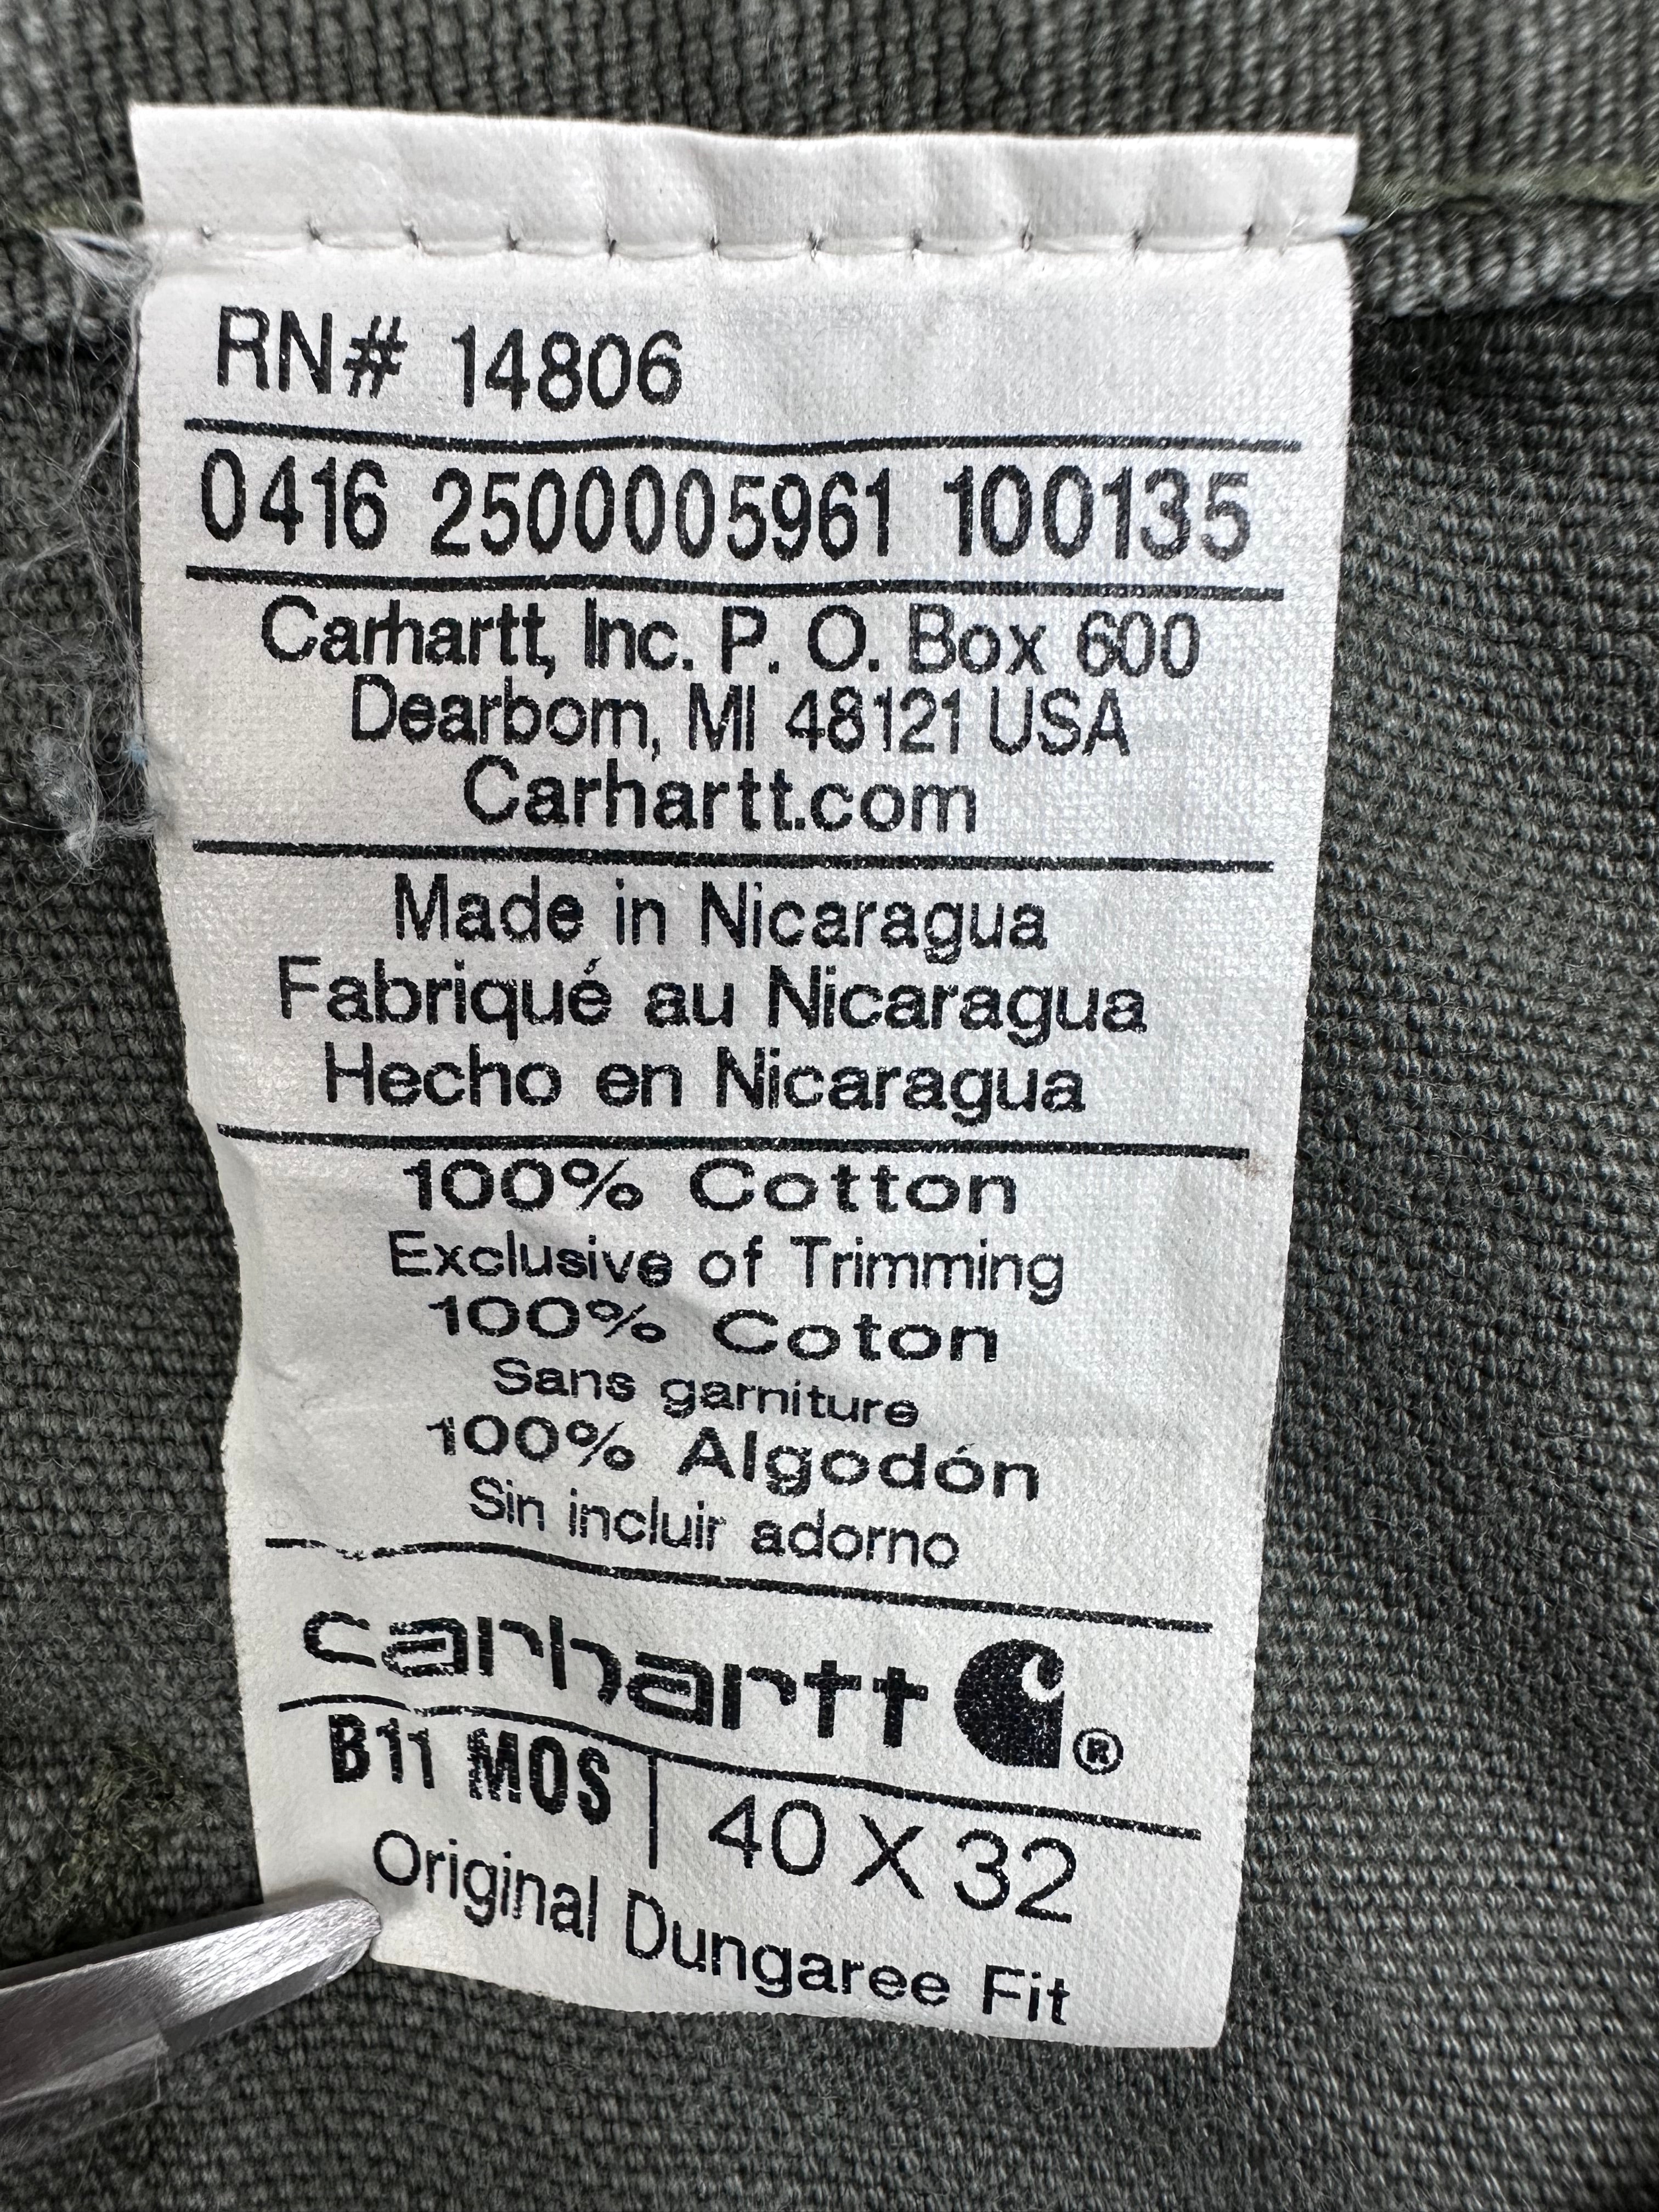 RN# 14806
0416 2500005961 100135
Carhartt, Inc. P. O. Box 600
Dearborn, MI 48121 USA
Carhartt.com
Made in Nicaragua
Fabriqué au Nicaragua
Hecho en Nicaragua
100% Cotton
Exclusive of Trimming
100% Coton
Sans garniture
100% Algodón
Sin incluir adorno
carhartt ®
B11 MOS 40 X 32
Original Dungaree Fit